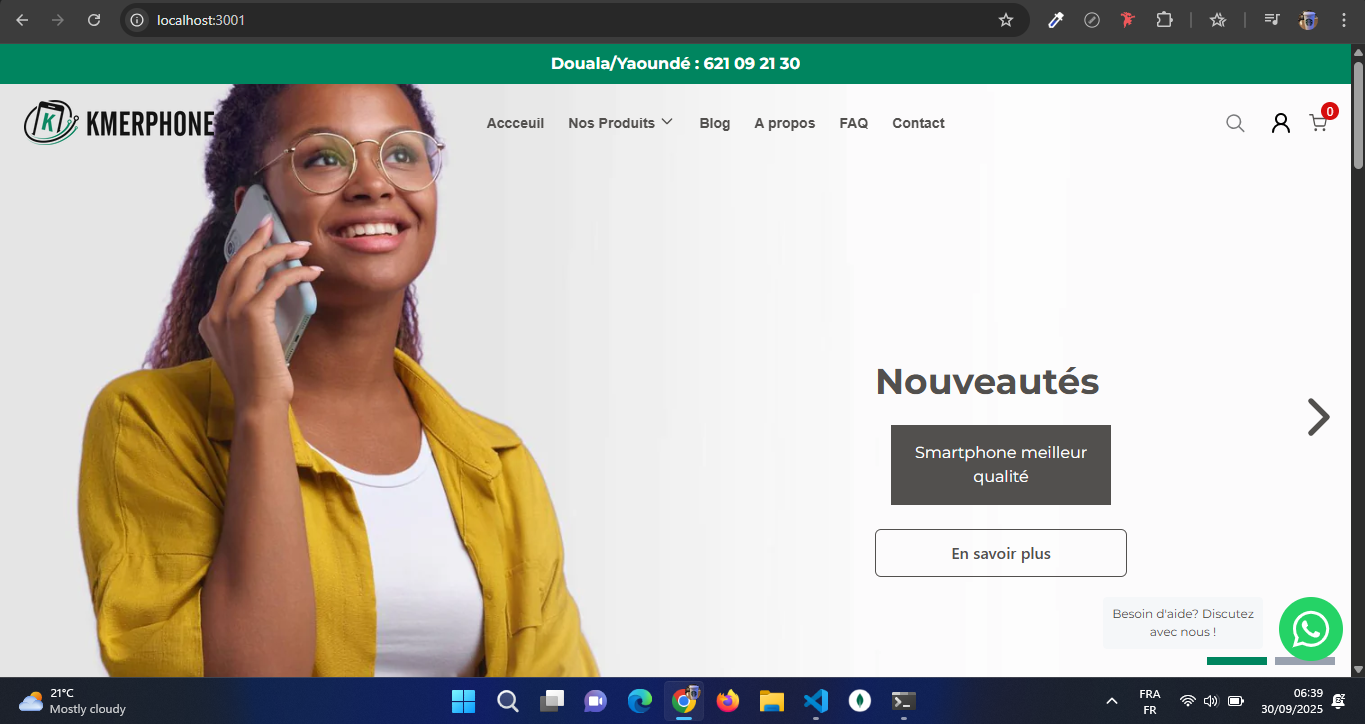 localhost:3001
Douala/Yaoundé : 621 09 21 30
K KMERPHONE
Accceuil Nos Produits Blog A propos FAQ Contact
0
Nouveautés
Smartphone meilleur
qualité
En savoir plus
Besoin d'aide? Discutez
avec nous !
21°C
Mostly cloudy
FRA
FR
06:39
30/09/2025